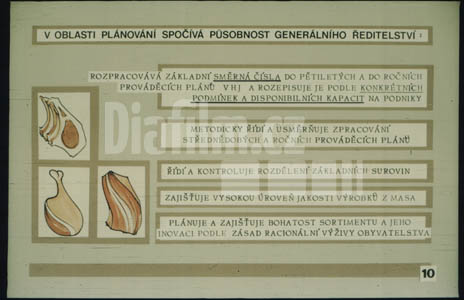 V OBLASTI PLÁNOVÁNÍ SPOČÍVÁ PŮSOBNOST GENERÁLNÍHO ŘEDITELSTVÍ :
ROZPRACOVÁVÁ ZÁKLADNÍ SMĚRNÁ ČÍSLA DO PĚTILETÝCH A DO ROČNÍCH
PROVÁDĚCÍCH PLÁNŮ VHJ A ROZEPISUJE JE PODLE KONKRÉTNÍCH
PODMÍNEK A DISPONIBILNÍCH KAPACIT NA PODNIKY
METODICKY ŘÍDÍ A USMĚRŇUJE ZPRACOVÁNÍ
STŘEDNĚDOBÝCH A ROČNÍCH PROVÁDĚCÍCH PLÁNŮ
ŘÍDÍ A KONTROLUJE ROZDĚLENÍ ZÁKLADNÍCH SUROVIN
ZAJIŠŤUJE VYSOKOU ÚROVEŇ JAKOSTI VÝROBKŮ Z MASA
PLÁNUJE A ZAJIŠŤUJE BOHATOST SORTIMENTU A JEHO
INOVACI PODLE ZÁSAD RACIONÁLNÍ VÝŽIVY OBYVATELSTVA
10
Diafilm.cz